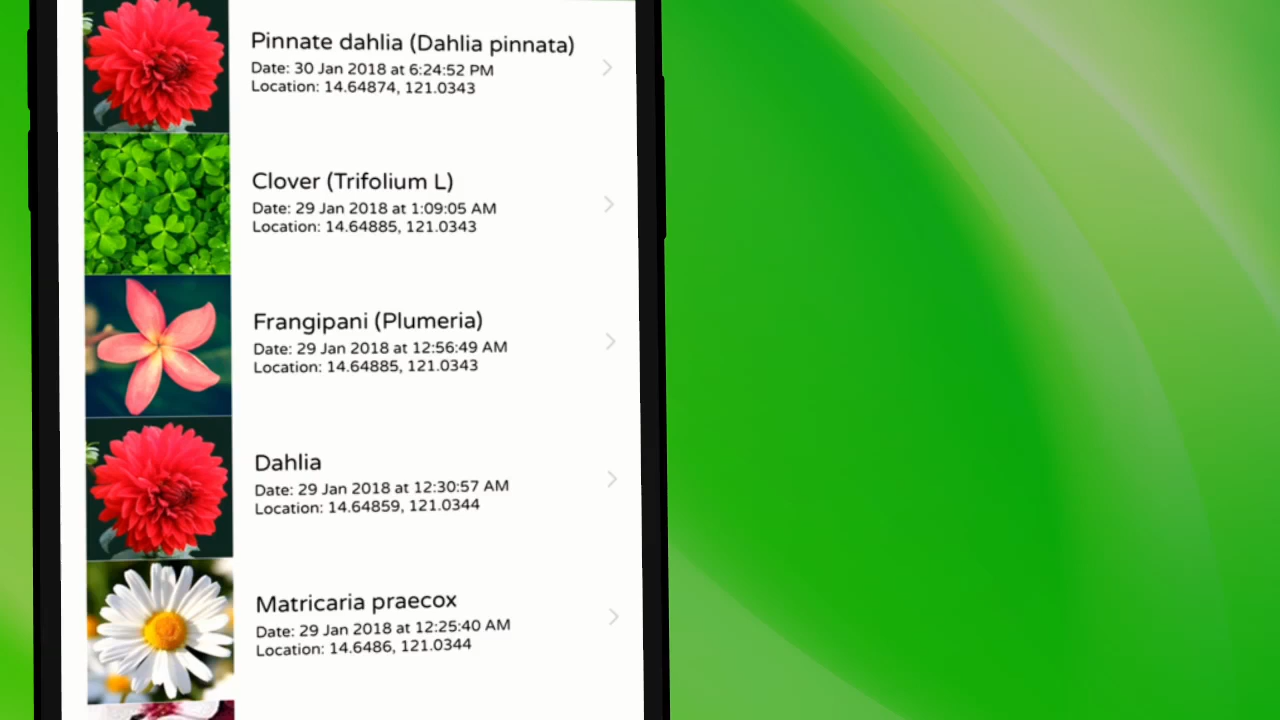 Pinnate dahlia (Dahlia pinnata)
Date: 30 Jan 2018 at 6:24:52 PM
Location: 14.64874, 121.0343
Clover (Trifolium L)
Date: 29 Jan 2018 at 1:09:05 AM
Location: 14.64885, 121.0343
Frangipani (Plumeria)
Date: 29 Jan 2018 at 12:56:49 AM
Location: 14.64885, 121.0343
Dahlia
Date: 29 Jan 2018 at 12:30:57 AM
Location: 14.64859, 121.0344
Matricaria praecox
Date: 29 Jan 2018 at 12:25:40 AM
Location: 14.6486, 121.0344